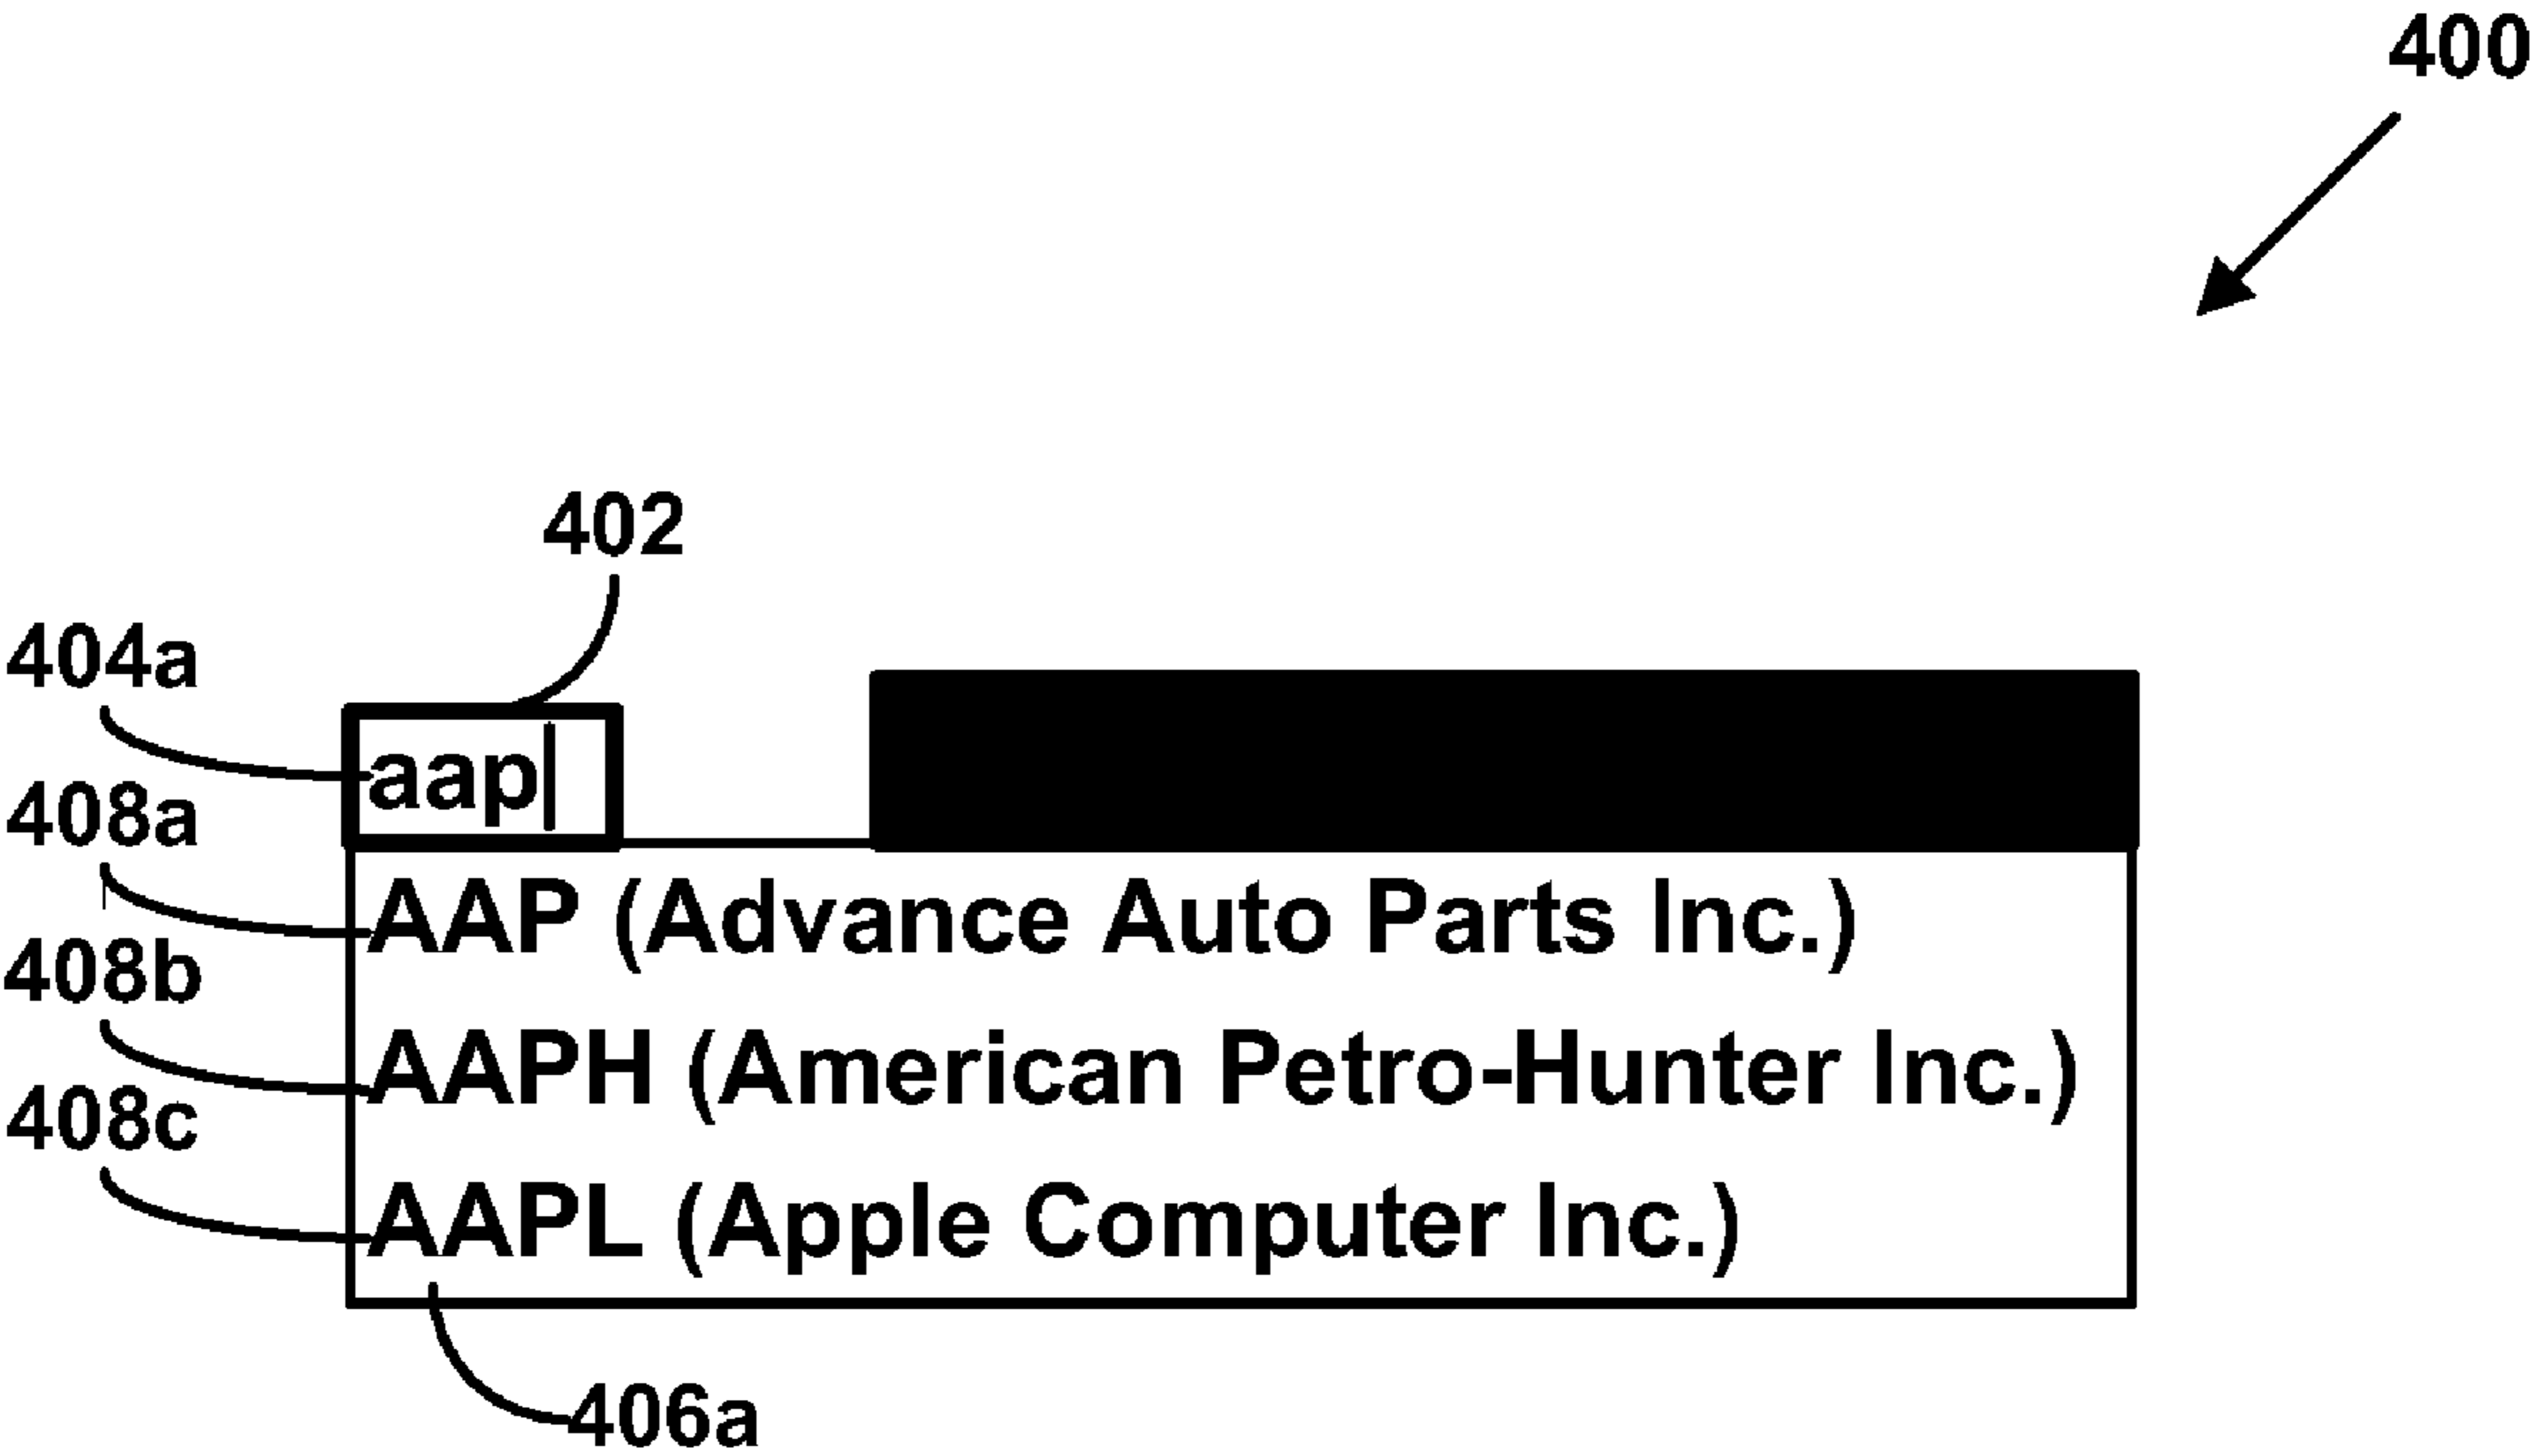 400
402
404a
aap
408a
AAP (Advance Auto Parts Inc.)
408b
AAPH (American Petro-Hunter Inc.)
408c
AAPL (Apple Computer Inc.)
406a